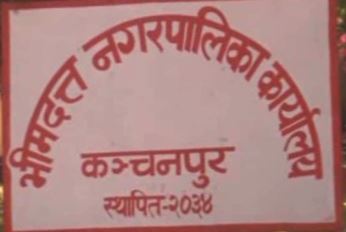 भीमदत्त नगरपालिका कार्यालय
कञ्चनपुर
स्थापित-२०३४